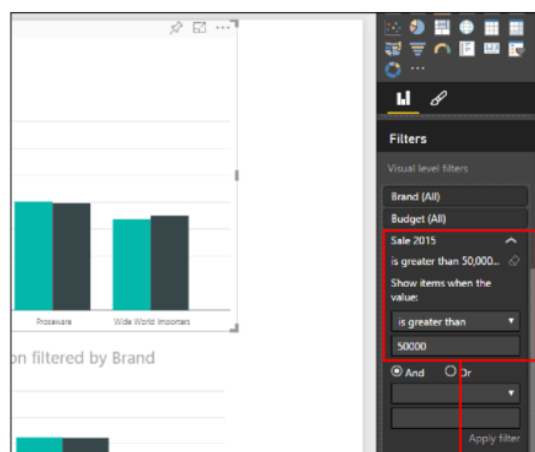 Proseware
Wide World Importers
on filtered by Brand
Filters
Visual level filters
Brand (All)
Budget (All)
Sale 2015
is greater than 50,000...
Show items when the
value:
is greater than
50000
And
Or
Apply filter